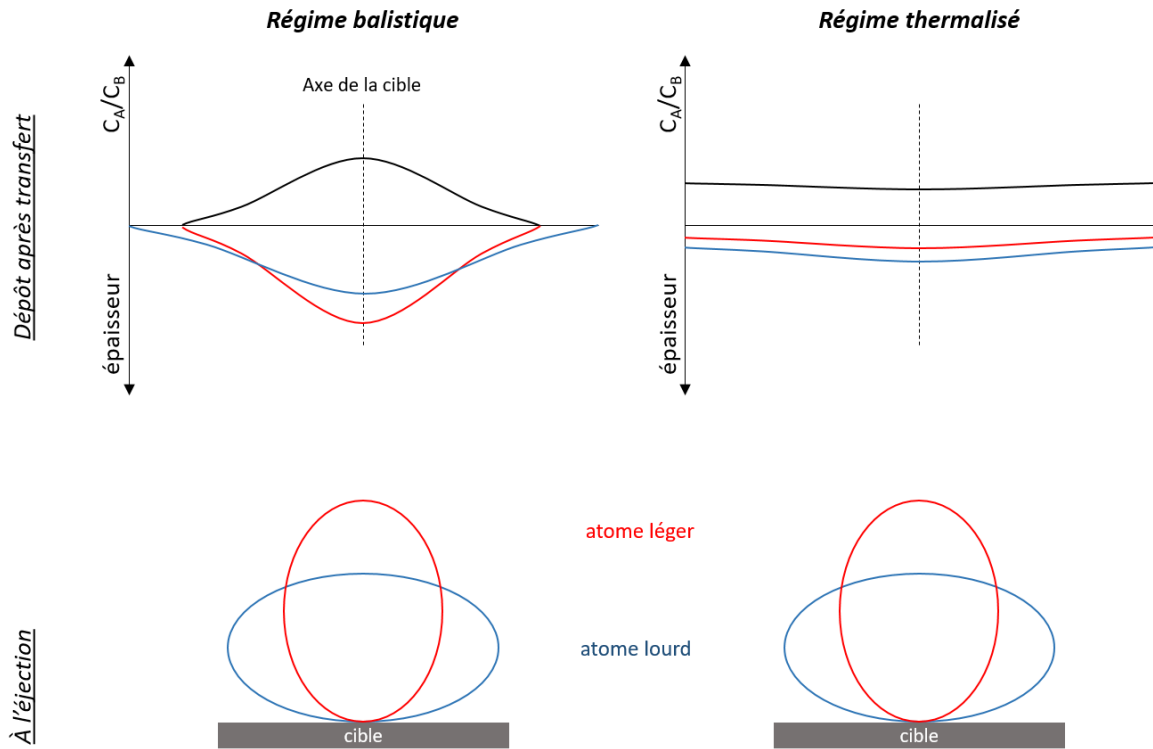 Régime balistique
Régime thermalisé
Dépôt après transfert
C_A/C_B
Axe de la cible
épaisseur
C_A/C_B
épaisseur
À l'éjection
atome léger
atome lourd
cible
cible